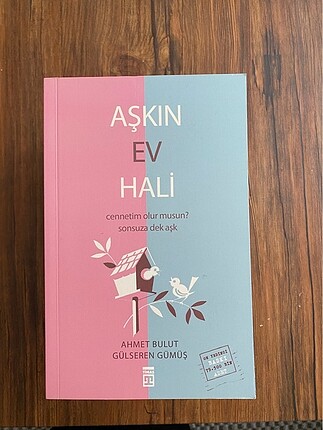 AŞKIN
EV
HALİ
cennetim olur musun?
sonsuza dek aşk
AHMET BULUT
GÜLSEREN GÜMÜŞ